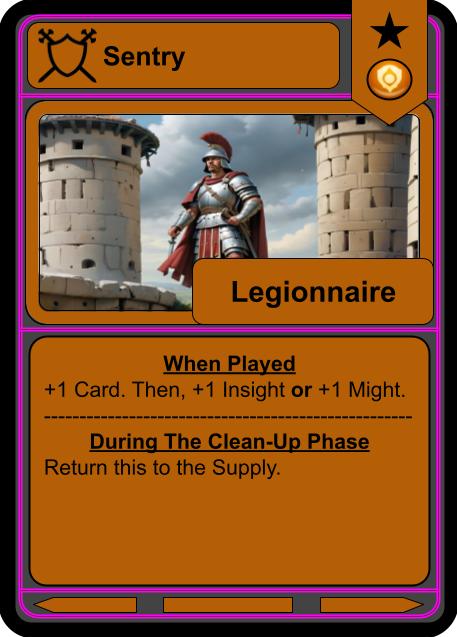 Sentry
Legionnaire
When Played
+1 Card. Then, +1 Insight or +1 Might.
During The Clean-Up Phase
Return this to the Supply.